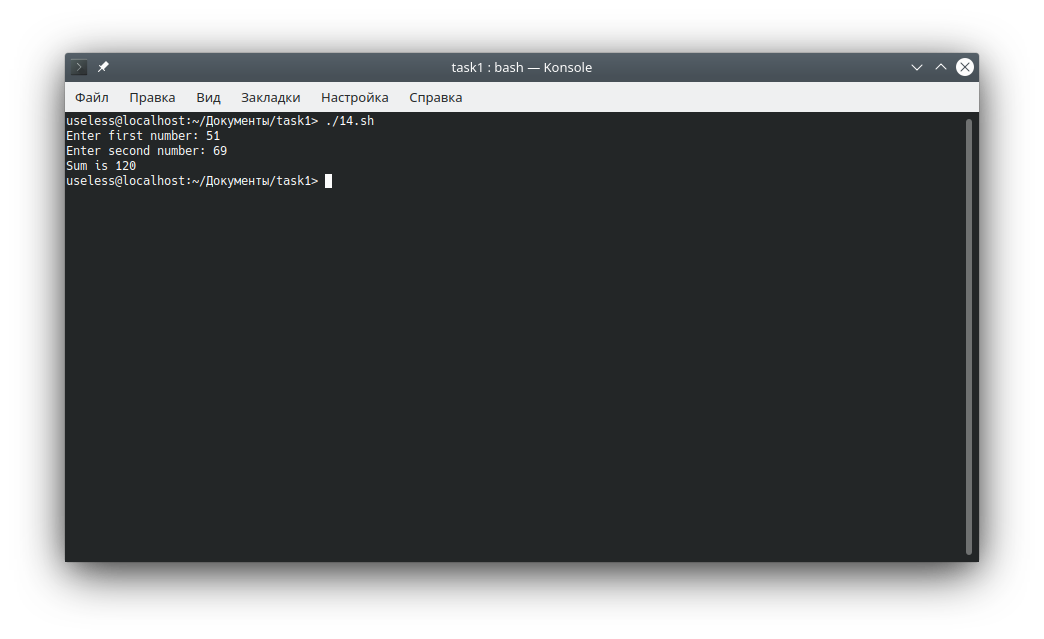 task1 : bash — Konsole
Файл Правка Вид Закладки Настройка Справка
useless@localhost:~/Документы/task1> ./14.sh
Enter first number: 51
Enter second number: 69
Sum is 120
useless@localhost:~/Документы/task1>